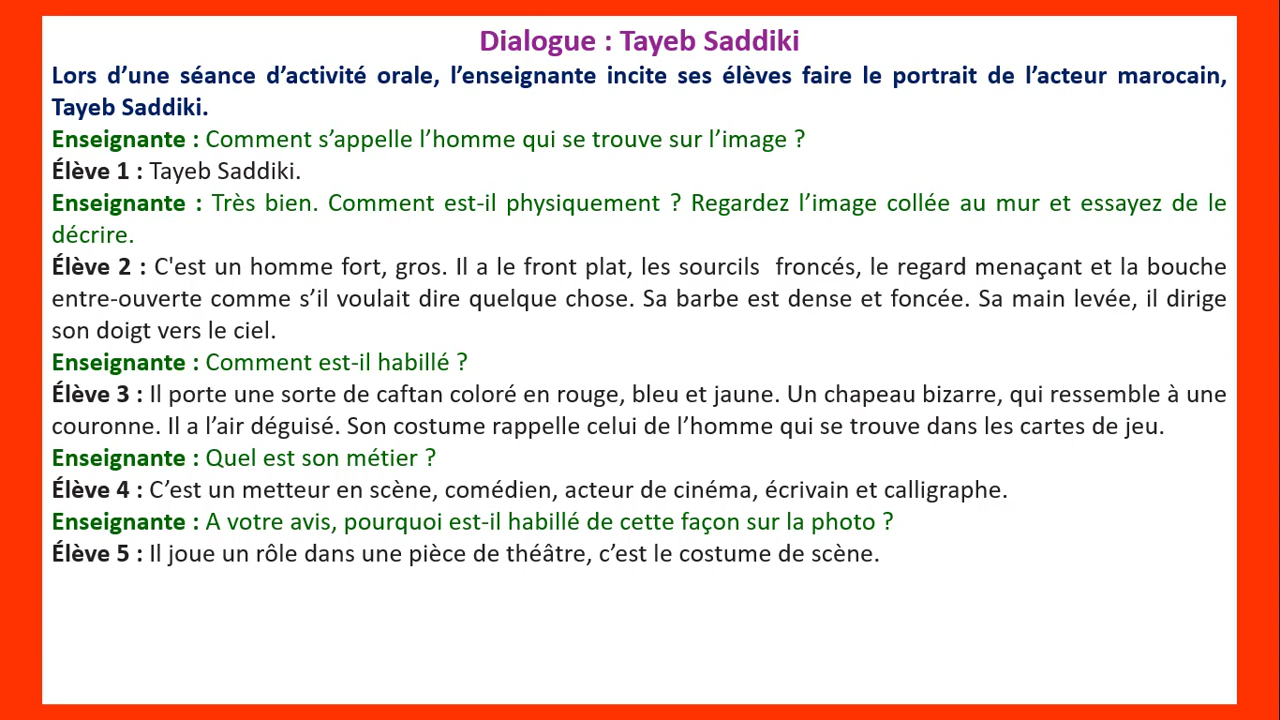 Dialogue : Tayeb Saddiki
Lors d’une séance d’activité orale, l’enseignante incite ses élèves faire le portrait de l’acteur marocain,
Tayeb Saddiki.
Enseignante : Comment s’appelle l’homme qui se trouve sur l’image ?
Élève 1 : Tayeb Saddiki.
Enseignante : Très bien. Comment est-il physiquement ? Regardez l’image collée au mur et essayez de le
décrire.
Élève 2 : C'est un homme fort, gros. Il a le front plat, les sourcils  froncés, le regard menaçant et la bouche
entre-ouverte comme s’il voulait dire quelque chose. Sa barbe est dense et foncée. Sa main levée, il dirige
son doigt vers le ciel.
Enseignante : Comment est-il habillé ?
Élève 3 : Il porte une sorte de caftan coloré en rouge, bleu et jaune. Un chapeau bizarre, qui ressemble à une
couronne. Il a l’air déguisé. Son costume rappelle celui de l’homme qui se trouve dans les cartes de jeu.
Enseignante : Quel est son métier ?
Élève 4 : C’est un metteur en scène, comédien, acteur de cinéma, écrivain et calligraphe.
Enseignante : A votre avis, pourquoi est-il habillé de cette façon sur la photo ?
Élève 5 : Il joue un rôle dans une pièce de théâtre, c’est le costume de scène.